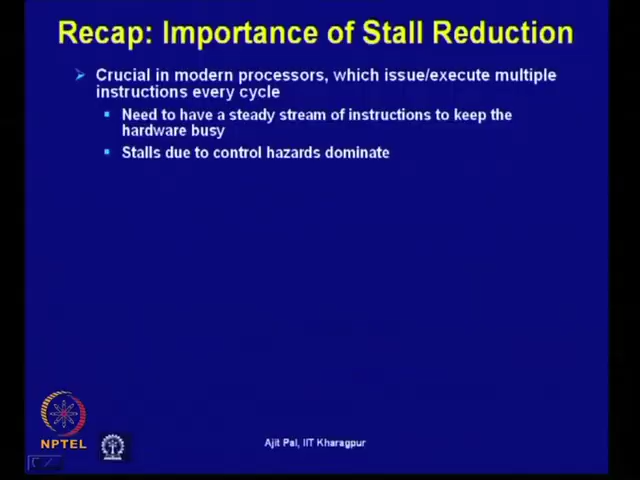 Recap: Importance of Stall Reduction
Crucial in modern processors, which issue/execute multiple
instructions every cycle
Need to have a steady stream of instructions to keep the
hardware busy
Stalls due to control hazards dominate
NPTEL
Ajit Pal, IIT Kharagpur